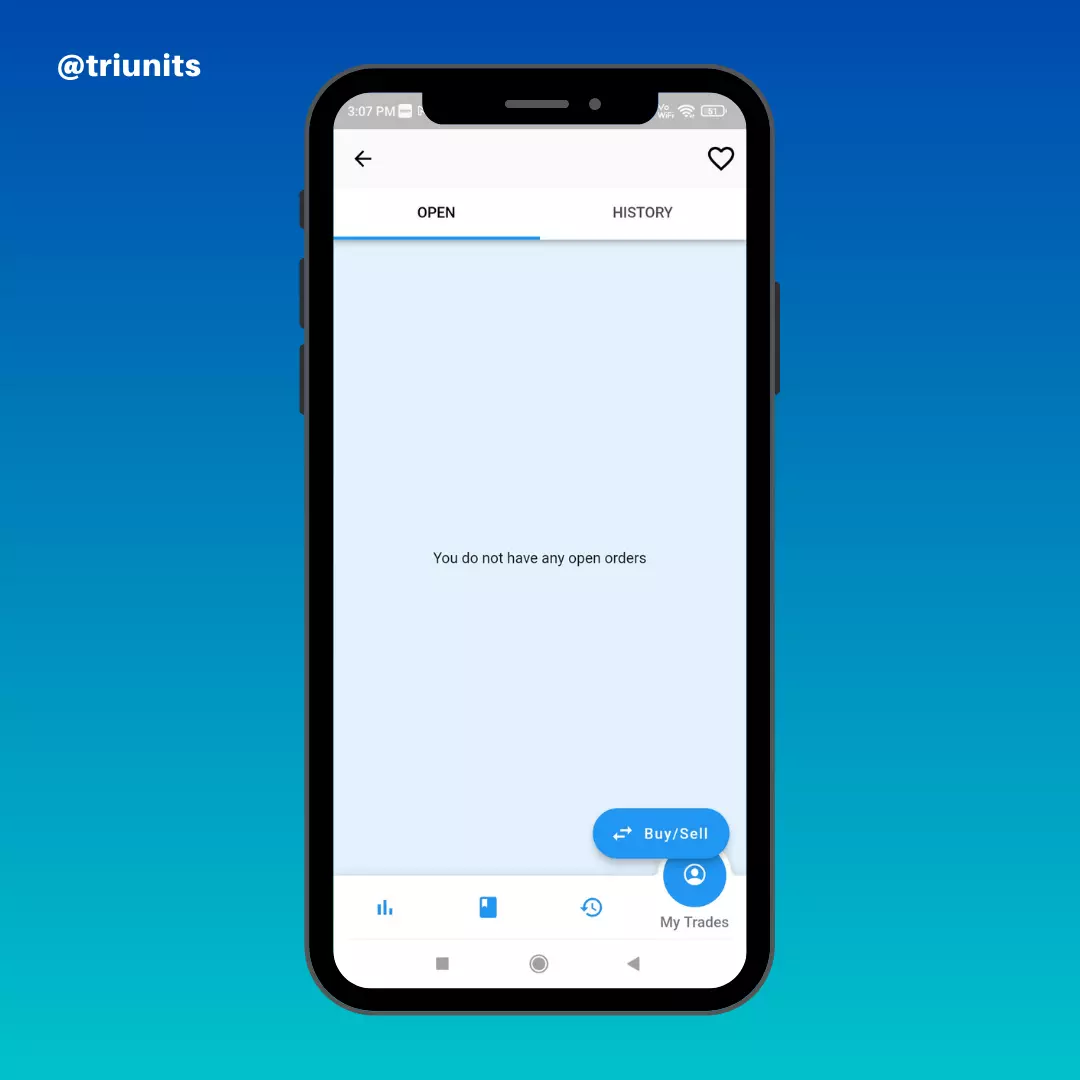 @triunits
3:07 PM
Vo
WiFi
61
OPEN
HISTORY
You do not have any open orders
Buy/Sell
My Trades